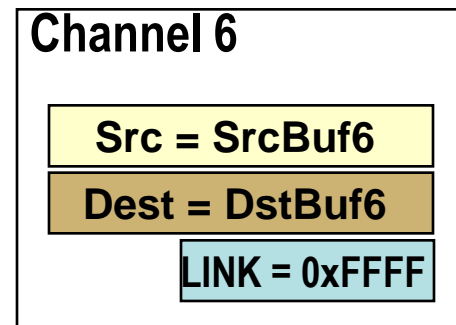 Channel 6
Src = SrcBuf6
Dest = DstBuf6
LINK = 0xFFFF